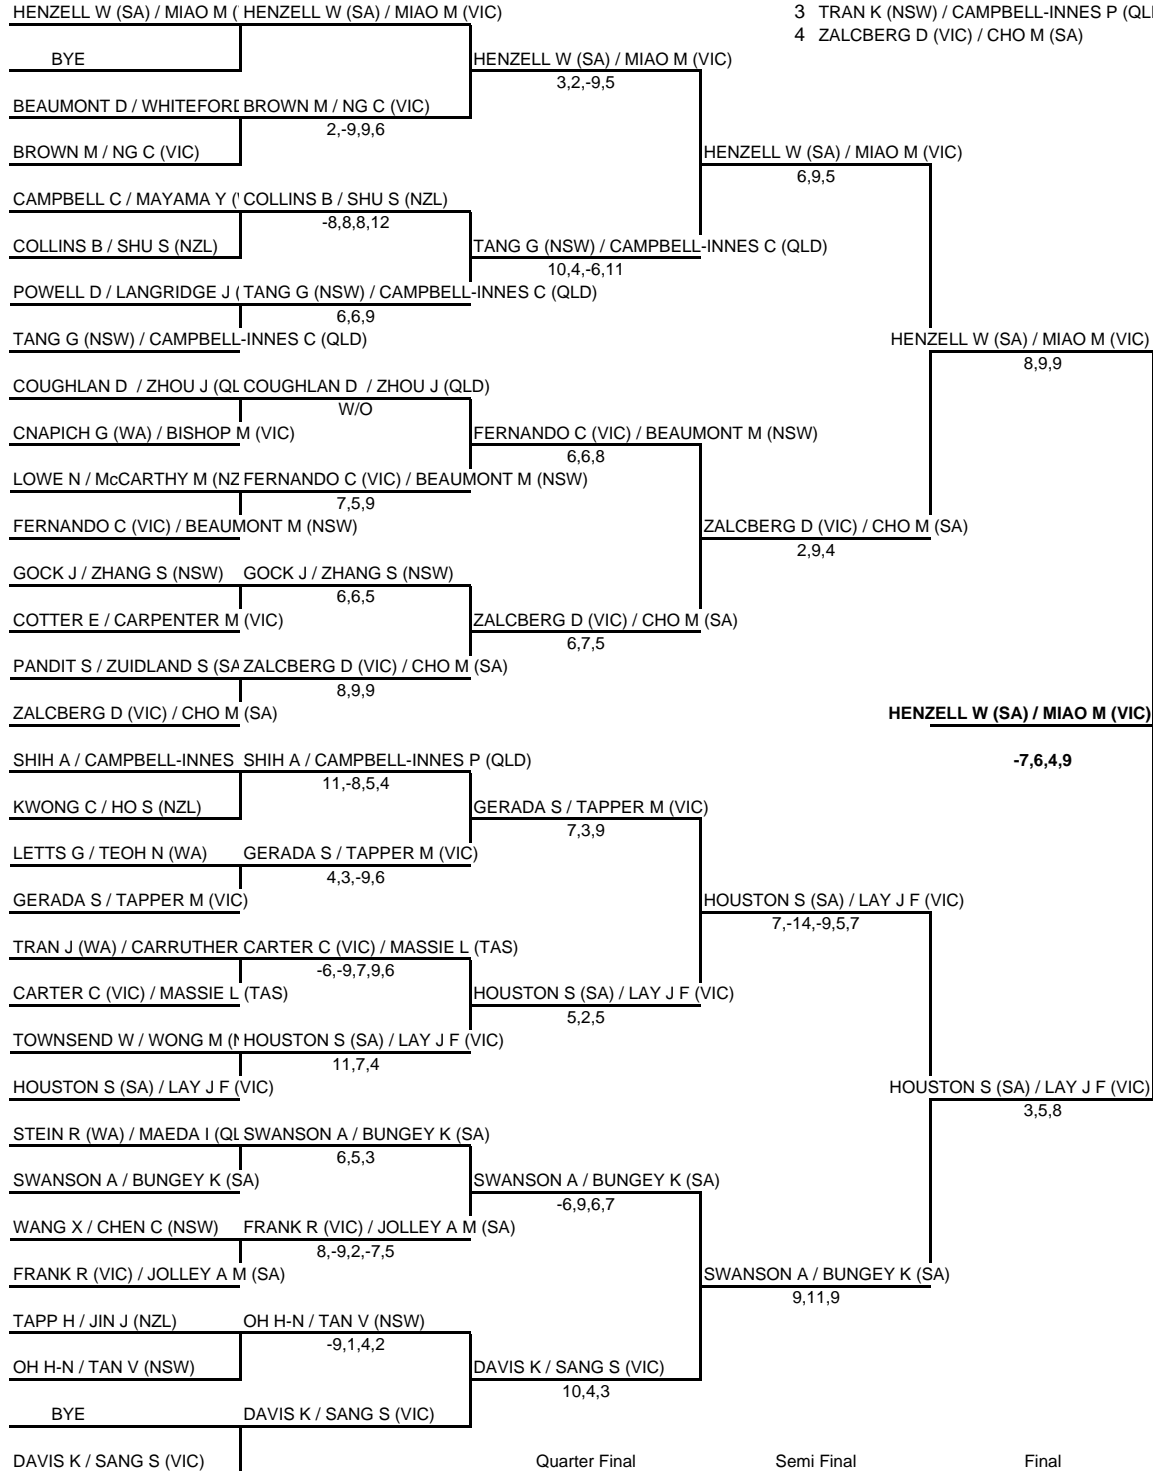 HENZELL W (SA) / MIAO M ( HENZELL W (SA) / MIAO M (VIC)
3 TRAN K (NSW) / CAMPBELL-INNES P (QL
4 ZALCBERG D (VIC) / CHO M (SA)
BYE
HENZELL W (SA) / MIAO M (VIC)
3,2,-9,5
BEAUMONT D / WHITEFORD BROWN M / NG C (VIC)
2,-9,9,6
BROWN M / NG C (VIC)
HENZELL W (SA) / MIAO M (VIC)
6,9,5
CAMPBELL C / MAYAMA Y ( COLLINS B / SHU S (NZL)
-8,8,8,12
COLLINS B / SHU S (NZL)
TANG G (NSW) / CAMPBELL-INNES C (QLD)
10,4,-6,11
POWELL D / LANGRIDGE J ( TANG G (NSW) / CAMPBELL-INNES C (QLD)
6,6,9
TANG G (NSW) / CAMPBELL-INNES C (QLD)
HENZELL W (SA) / MIAO M (VIC)
8,9,9
COUGHLAN D / ZHOU J (QL COUGHLAN D / ZHOU J (QLD)
W/O
CNAPICH G (WA) / BISHOP M (VIC)
FERNANDO C (VIC) / BEAUMONT M (NSW)
6,6,8
LOWE N / McCARTHY M (NZ FERNANDO C (VIC) / BEAUMONT M (NSW)
7,5,9
FERNANDO C (VIC) / BEAUMONT M (NSW)
ZALCBERG D (VIC) / CHO M (SA)
2,9,4
GOCK J / ZHANG S (NSW) GOCK J / ZHANG S (NSW)
6,6,5
COTTER E / CARPENTER M (VIC)
ZALCBERG D (VIC) / CHO M (SA)
6,7,5
PANDIT S / ZUIDLAND S (SA ZALCBERG D (VIC) / CHO M (SA)
8,9,9
ZALCBERG D (VIC) / CHO M (SA)
HENZELL W (SA) / MIAO M (VIC)
-7,6,4,9
SHIH A / CAMPBELL-INNES SHIH A / CAMPBELL-INNES P (QLD)
11,-8,5,4
KWONG C / HO S (NZL)
GERADA S / TAPPER M (VIC)
7,3,9
LETTS G / TEOH N (WA) GERADA S / TAPPER M (VIC)
4,3,-9,6
GERADA S / TAPPER M (VIC)
HOUSTON S (SA) / LAY J F (VIC)
7,-14,-9,5,7
TRAN J (WA) / CARRUTHER CARTER C (VIC) / MASSIE L (TAS)
-6,-9,7,9,6
CARTER C (VIC) / MASSIE L (TAS)
HOUSTON S (SA) / LAY J F (VIC)
5,2,5
TOWNSEND W / WONG M (N HOUSTON S (SA) / LAY J F (VIC)
11,7,4
HOUSTON S (SA) / LAY J F (VIC)
HOUSTON S (SA) / LAY J F (VIC)
3,5,8
STEIN R (WA) / MAEDA I (QL SWANSON A / BUNGEY K (SA)
6,5,3
SWANSON A / BUNGEY K (SA)
SWANSON A / BUNGEY K (SA)
-6,9,6,7
WANG X / CHEN C (NSW) FRANK R (VIC) / JOLLEY A M (SA)
8,-9,2,-7,5
FRANK R (VIC) / JOLLEY A M (SA)
SWANSON A / BUNGEY K (SA)
9,11,9
TAPP H / JIN J (NZL) OH H-N / TAN V (NSW)
-9,1,4,2
OH H-N / TAN V (NSW)
DAVIS K / SANG S (VIC)
10,4,3
BYE DAVIS K / SANG S (VIC)
DAVIS K / SANG S (VIC)
Quarter Final Semi Final Final